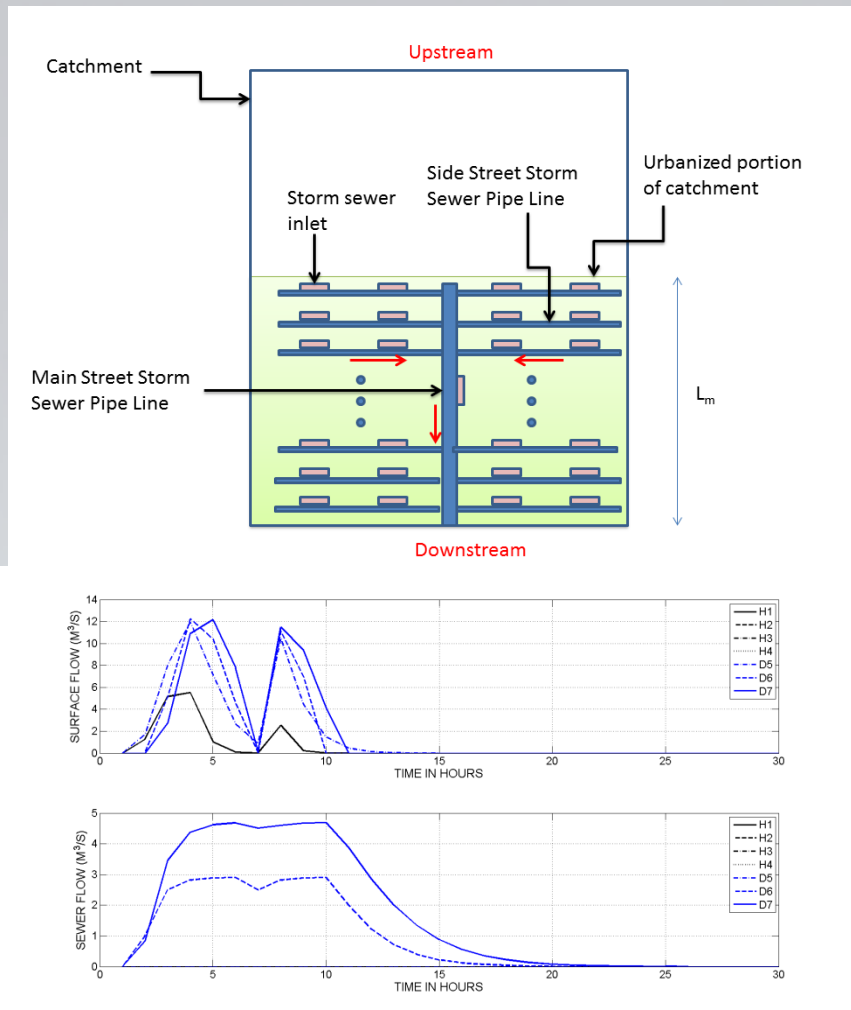 Upstream
Catchment
Side Street Storm
Sewer Pipe Line
Urbanized portion
of catchment
Storm sewer
inlet
Main Street Storm
Sewer Pipe Line
Lm
Downstream
SURFACE FLOW (M³/S)
14
12
10
8
6
4
2
0
0
5
10
15
20
25
30
TIME IN HOURS
H1
H2
H3
H4
D5
D6
D7
SEWER FLOW (M³/S)
5
4
3
2
1
0
0
5
10
15
20
25
30
TIME IN HOURS
H1
H2
H3
H4
D5
D6
D7